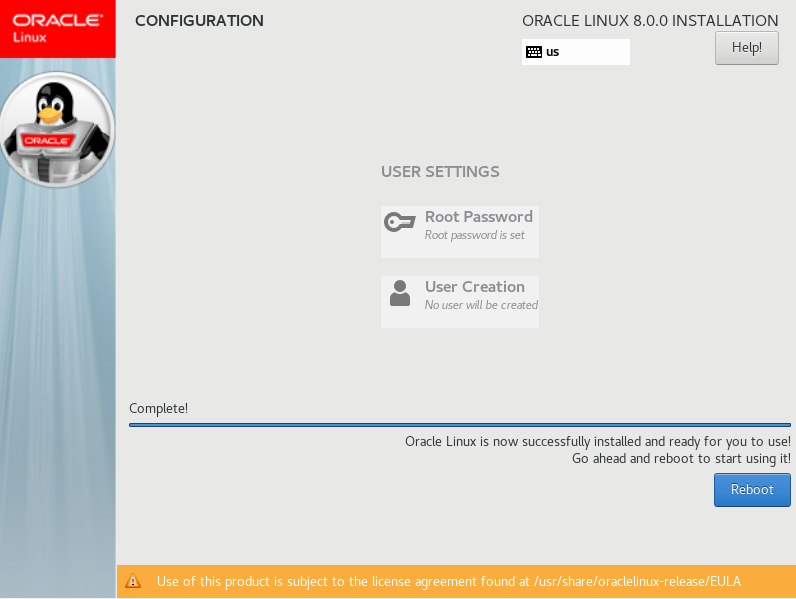 ORACLE
Linux
CONFIGURATION
ORACLE LINUX 8.0.0 INSTALLATION
us
Help!
ORACLE
USER SETTINGS
Root Password
Root password is set
User Creation
No user will be created
Complete!
Oracle Linux is now successfully installed and ready for you to use!
Go ahead and reboot to start using it!
Reboot
Use of this product is subject to the license agreement found at /usr/share/oraclelinux-release/EULA